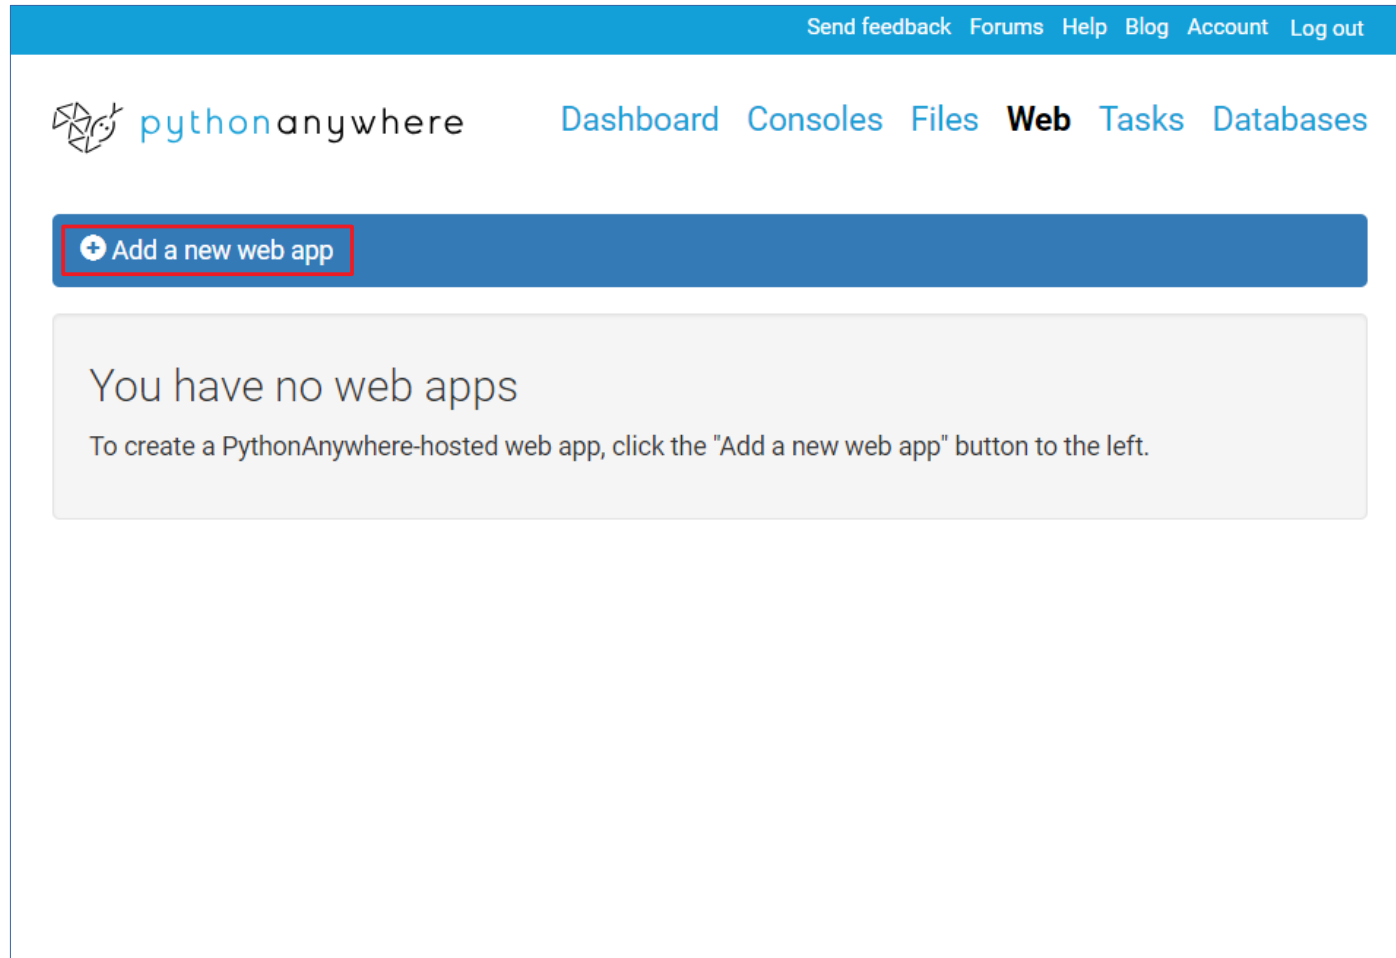 Send feedback Forums Help Blog Account Log out
pythonanywhere Dashboard Consoles Files Web Tasks Databases
Add a new web app
You have no web apps
To create a PythonAnywhere-hosted web app, click the "Add a new web app" button to the left.